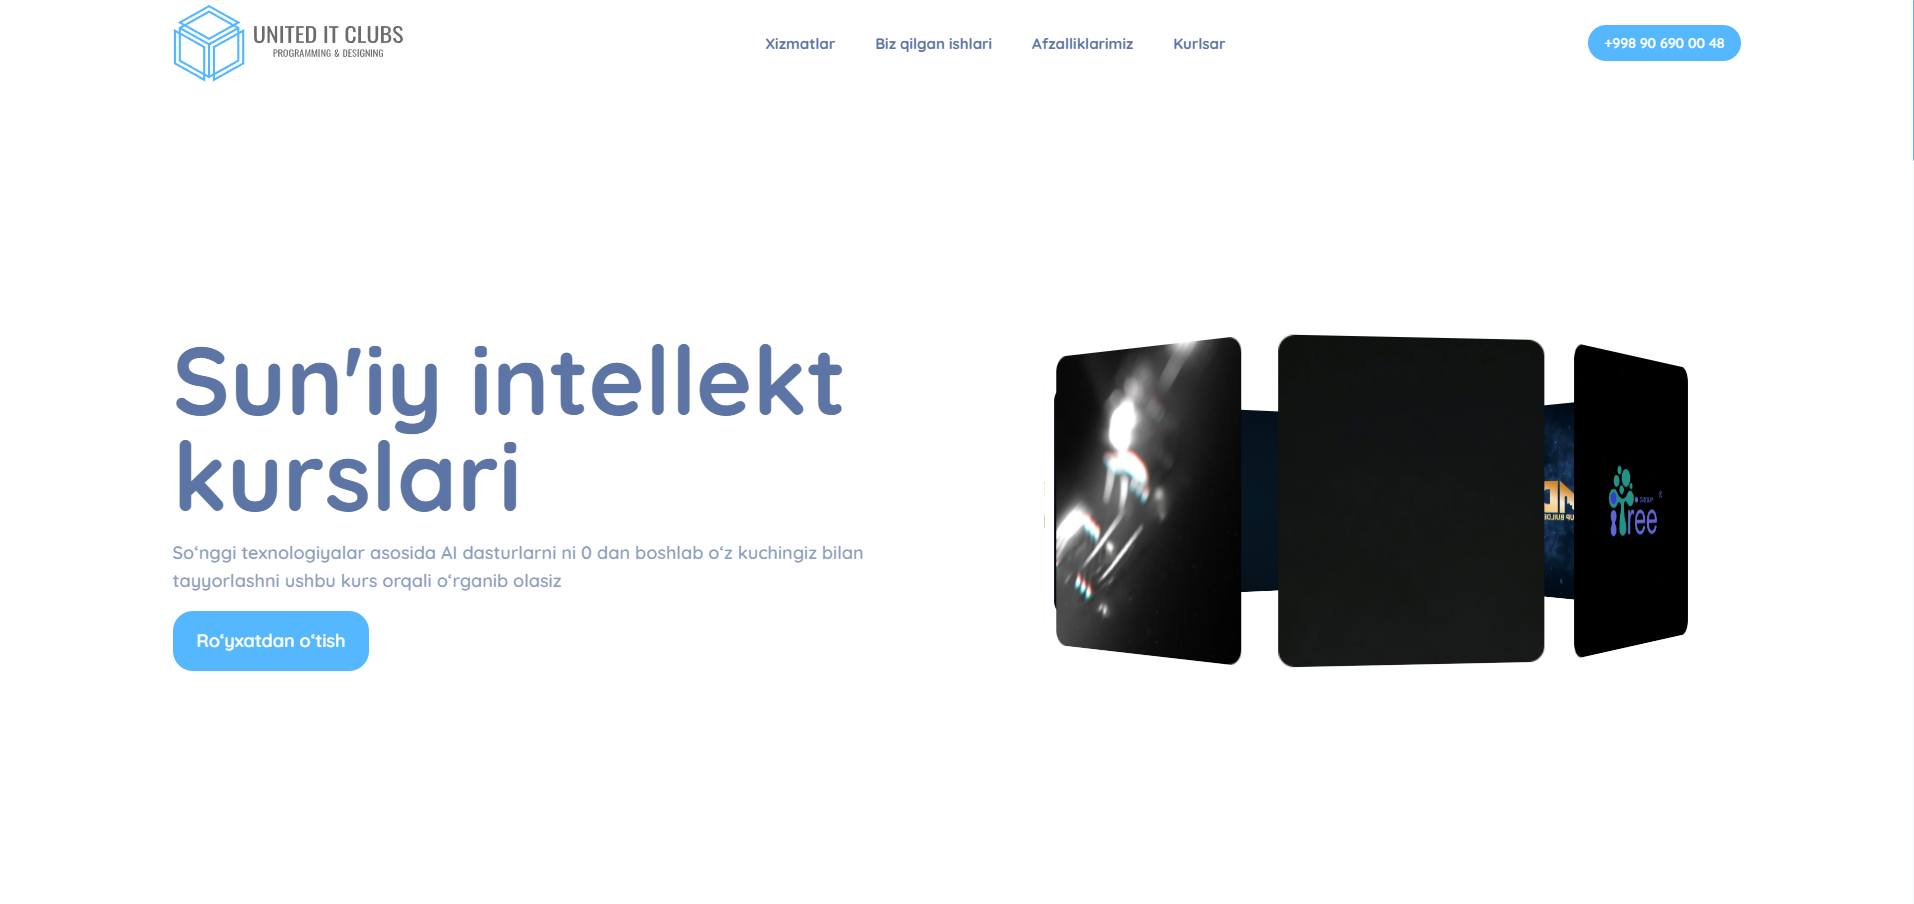 UNITED IT CLUBS
PROGRAMMING & DESIGNING
Xizmatlar
Biz qilgan ishlari
Afzalliklarimiz
Kurlsar
+998 90 690 00 48
Sun'iy intellekt
kurslari
So‘nggi texnologiyalar asosida AI dasturlarni ni 0 dan boshlab o‘z kuchingiz bilan
tayyorlashni ushbu kurs orqali o‘rganib olasiz
Ro‘yxatdan o‘tish
GROUP
itree